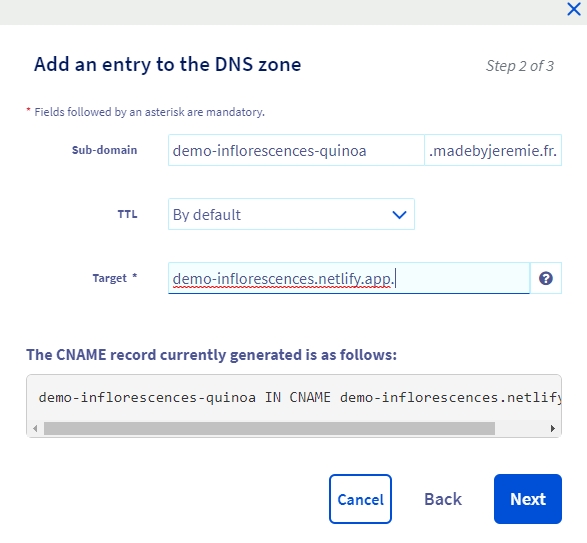 Add an entry to the DNS zone
Step 2 of 3
* Fields followed by an asterisk are mandatory.
Sub-domain
demo-inflorescences-quinoa
.madebyjeremie.fr.
TTL
By default
Target *
demo-inflorescences.netlify.app.
?
The CNAME record currently generated is as follows:
demo-inflorescences-quinoa IN CNAME demo-inflorescences.netlify
Cancel
Back
Next